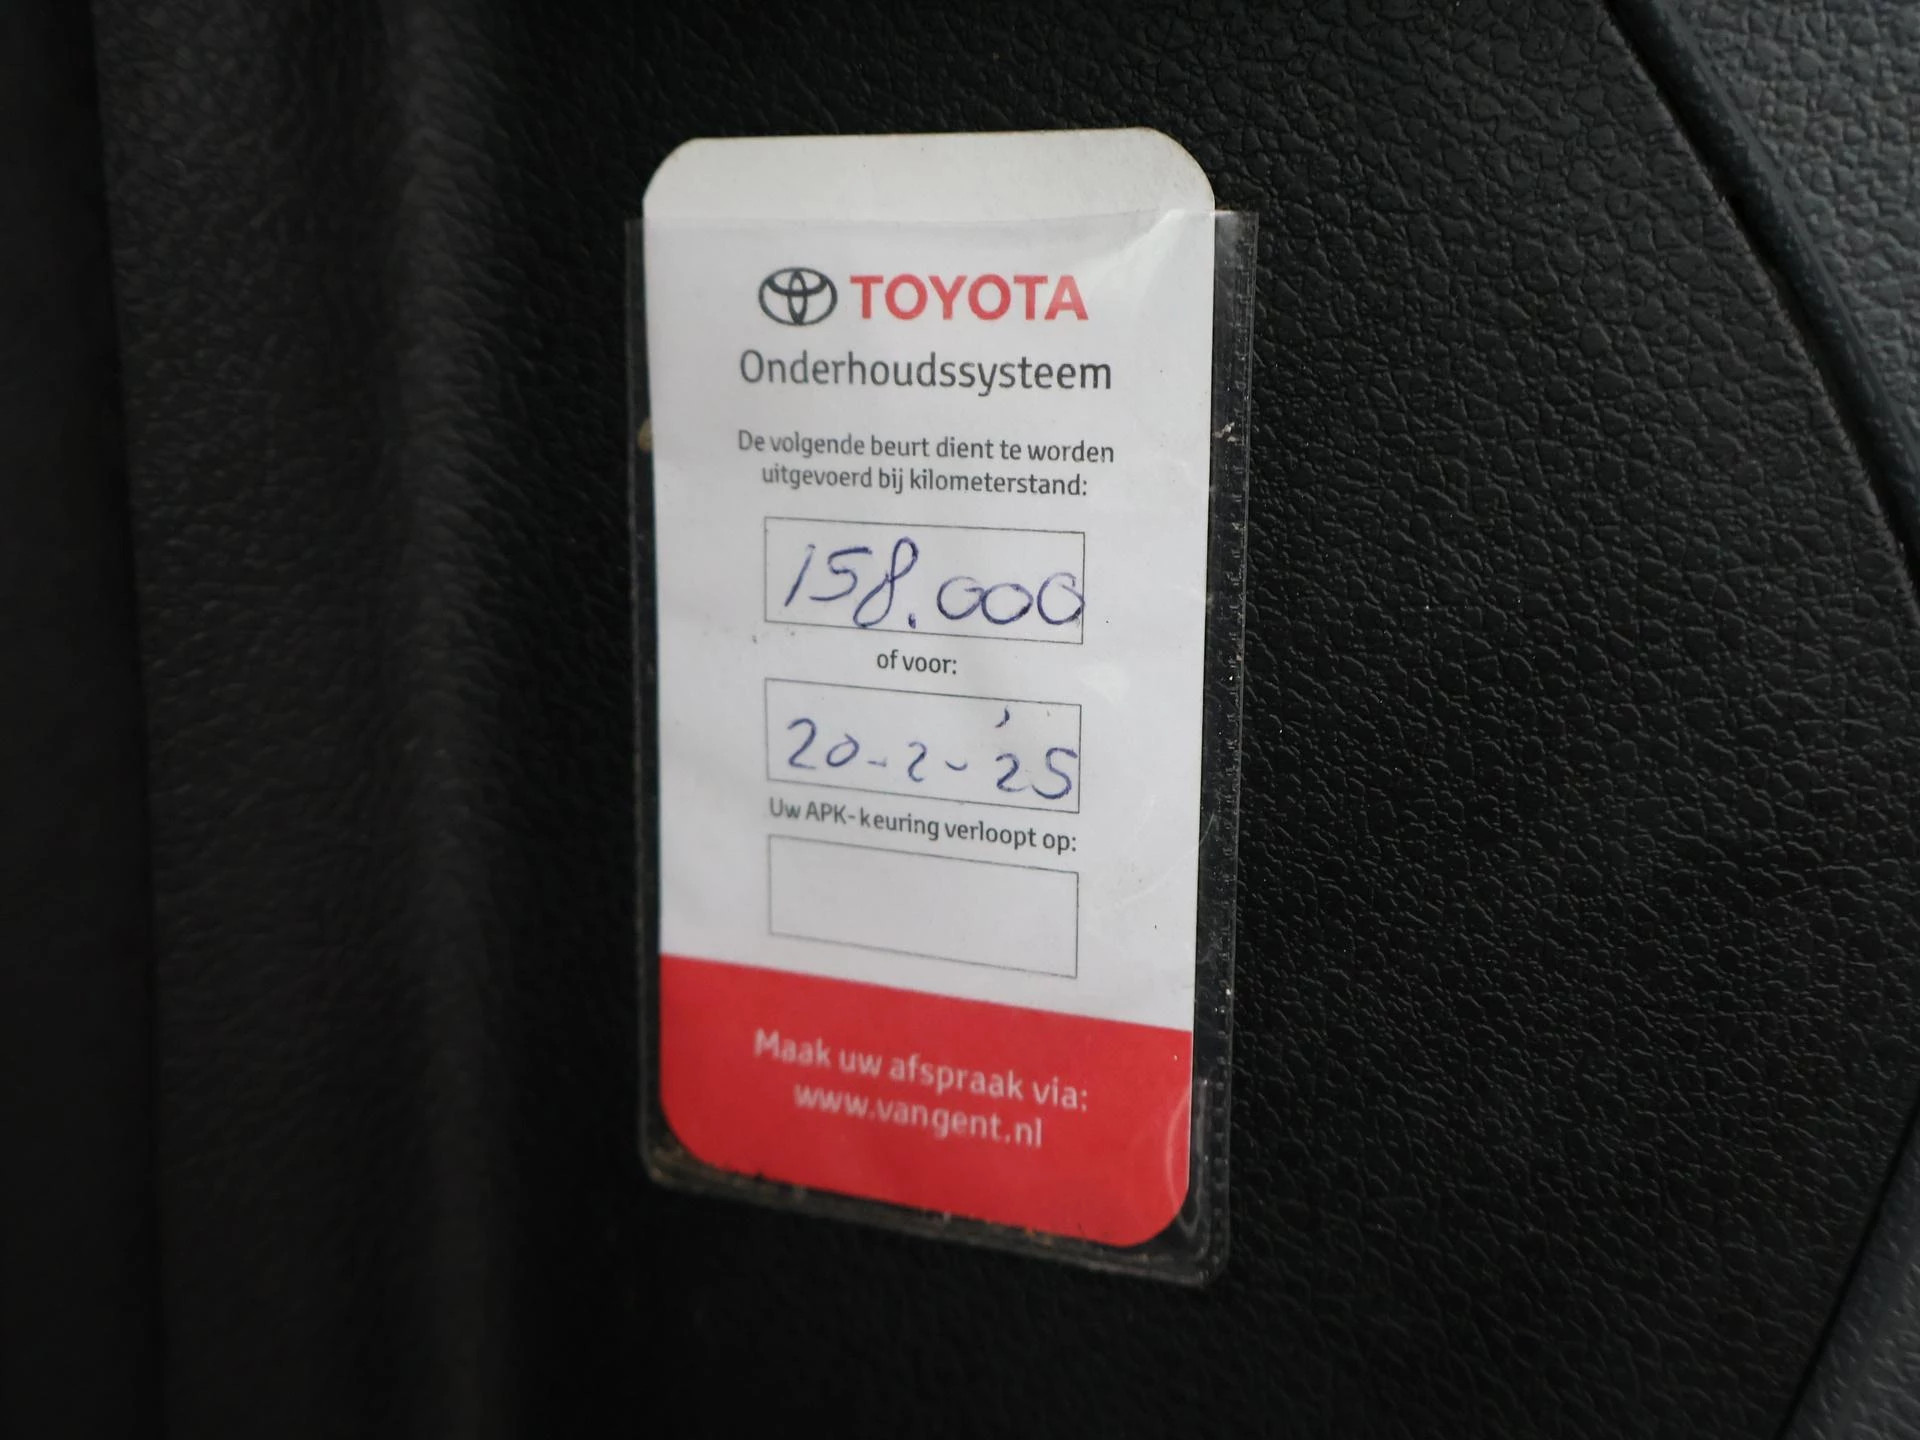 TOYOTA
Onderhoudssysteem
De volgende beurt dient te worden
uitgevoerd bij kilometerstand:
158.000
of voor:
20-2-'25
Uw APK-keuring verloopt op:
Maak uw afspraak via:
www.vangent.nl